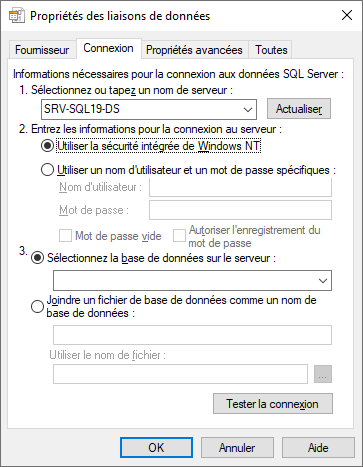 Propriétés des liaisons de données
Fournisseur Connexion Propriétés avancées Toutes
Informations nécessaires pour la connexion aux données SQL Server :
1. Sélectionnez ou tapez un nom de serveur :
SRV-SQL19-DS Actualiser
2. Entrez les informations pour la connexion au serveur :
Utiliser la sécurité intégrée de Windows NT
Utiliser un nom d'utilisateur et un mot de passe spécifiques :
Nom d'utilisateur :
Mot de passe :
Mot de passe vide Autoriser l'enregistrement du
mot de passe
3. Sélectionnez la base de données sur le serveur :
Joindre un fichier de base de données comme un nom de
base de données :
Utiliser le nom de fichier :
...
Tester la connexion
OK Annuler Aide